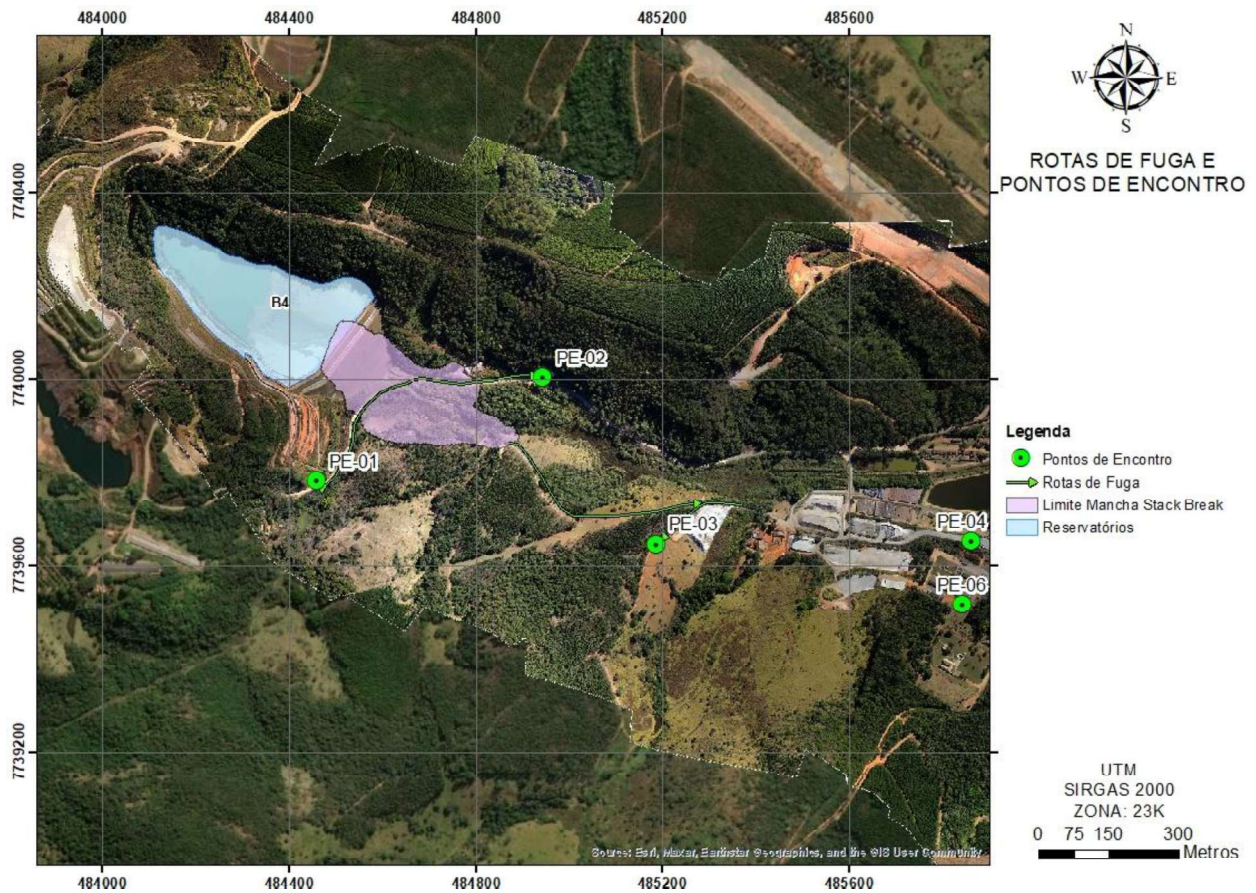 484000 484400 484800 485200 485600
N
W E
S
ROTAS DE FUGA E
PONTOS DE ENCONTRO
7740400
B4
PE-02
7740000
PE-01
Legenda
Pontos de Encontro
Rotas de Fuga
Limite Mancha Stack Break
Reservatórios
PE-03
PE-04
7739600
PE-06
7739200
UTM
SIRGAS 2000
ZONA: 23K
0 75 150 300
Metros
Source: Esri, Maxar, Earthstar Geographics, and the GIS User Community
484000 484400 484800 485200 485600